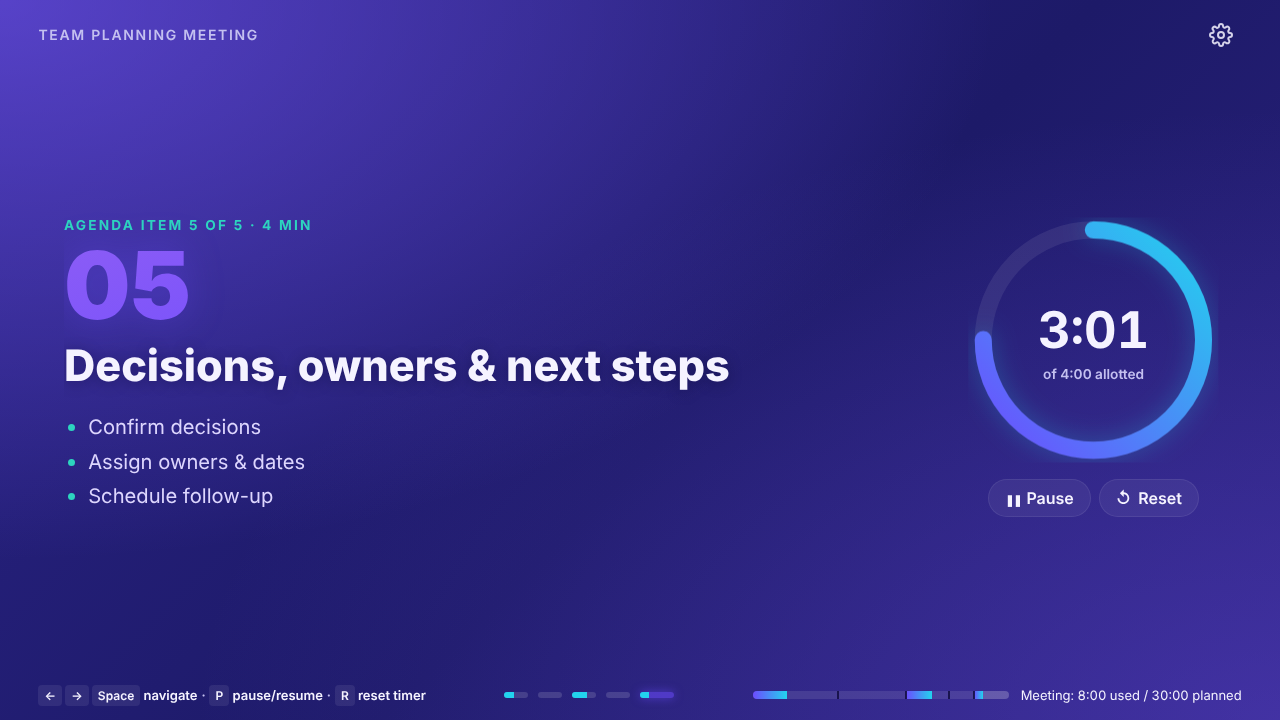 TEAM PLANNING MEETING
AGENDA ITEM 5 OF 5 · 4 MIN
05
Decisions, owners & next steps
• Confirm decisions
• Assign owners & dates
• Schedule follow-up
3:01
of 4:00 allotted
Pause
Reset
← → Space navigate · P pause/resume · R reset timer
Meeting: 8:00 used / 30:00 planned